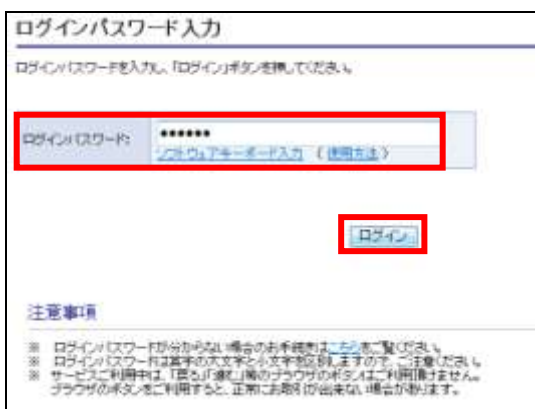 ログインパスワード入力
ログインパスワードを入力し、「ログイン」ボタンを押してください。
ログインパスワード:
●●●●●●
ソフトウェアキーボード入力 （使用方法）
ログイン
注意事項
※ ログインパスワードが分からない場合のお手続きはこちらをご覧ください。
※ ログインパスワードは英字の大文字と小文字を区別しますので、ご注意ください。
※ サービスご利用中は、「戻る」「進む」等のブラウザのボタンはご利用頂けません。
ブラウザのボタンをご利用すると、正常にお取引が出来ない場合があります。